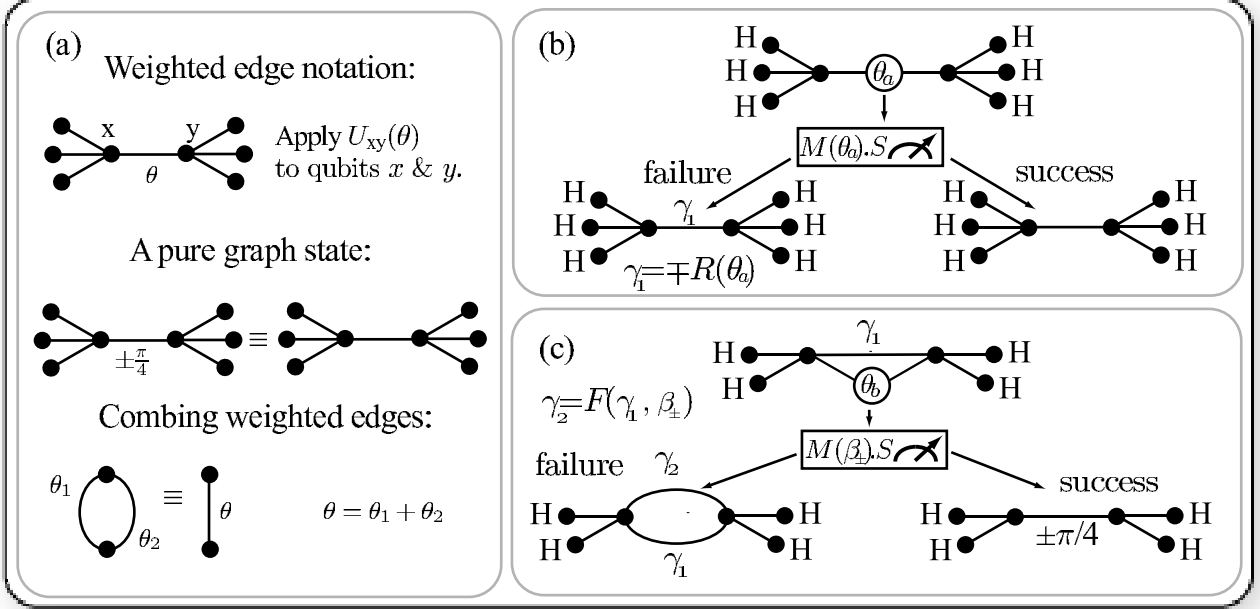 (a)
Weighted edge notation:
x y
θ
Apply U_xy(θ)
to qubits x & y.
A pure graph state:
±π/4
≡
Combing weighted edges:
θ₁
θ₂
≡
θ
θ = θ₁ + θ₂
(b)
H H
H θₐ H
H H
M(θₐ).S
failure success
γ₁
H H H H
H H H H
H H H H
γ₁=∓R(θₐ)
(c)
γ₁
H H
H θ_b H
γ₂=F(γ₁, β±)
M(β±).S
failure γ₂ success
H H H H
H H H H
γ₁ ±π/4